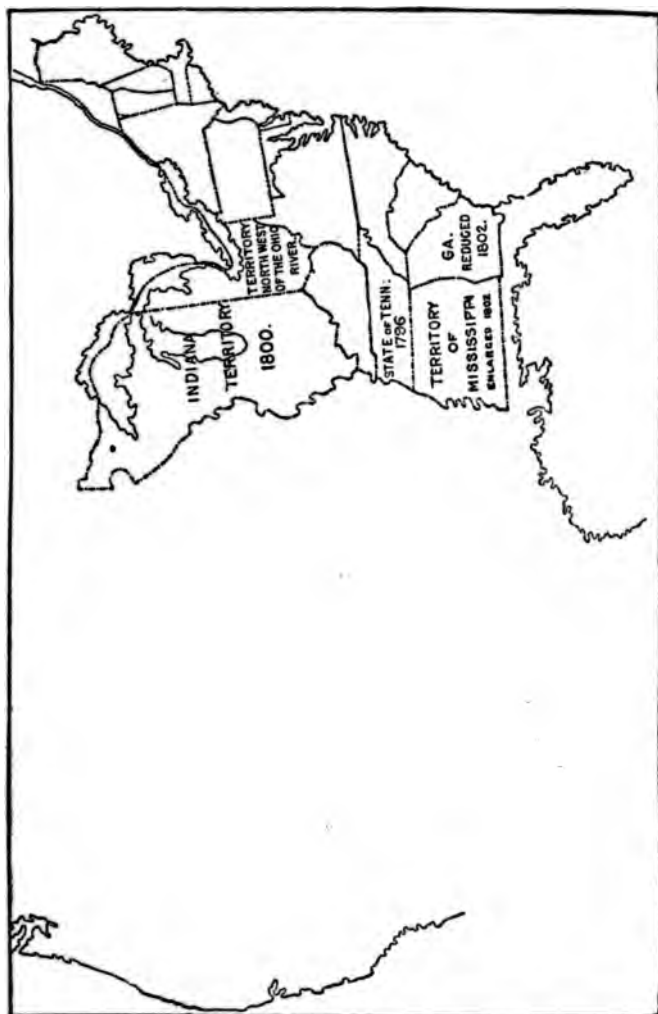 TERRITORY
NORTH WEST
OF THE OHIO
RIVER.
INDIANA
TERRITORY
1800.
STATE OF TENN:
1796
TERRITORY
OF
MISSISSIPPI
ENLARGED 1802
GA.
REDUCED
1802.